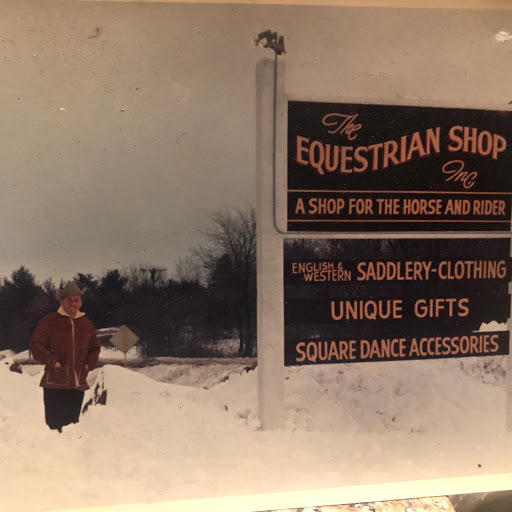 The
EQUESTRIAN SHOP
Inc
A SHOP FOR THE HORSE AND RIDER
ENGLISH & WESTERN SADDLERY-CLOTHING
UNIQUE GIFTS
SQUARE DANCE ACCESSORIES